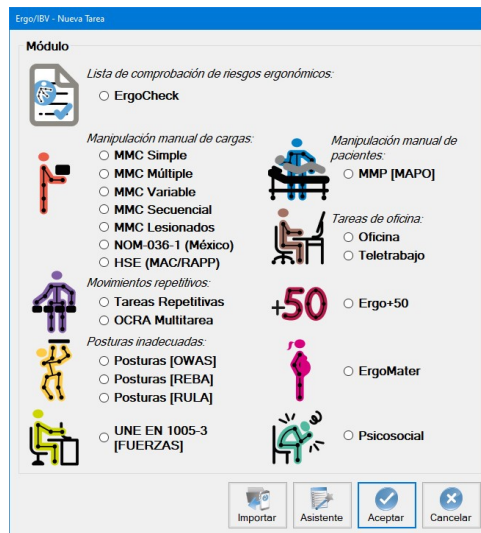 Ergo/IBV - Nueva Tarea
Módulo
Lista de comprobación de riesgos ergonómicos:
ErgoCheck
Manipulación manual de cargas:
MMC Simple
MMC Múltiple
MMC Variable
MMC Secuencial
MMC Lesionados
NOM-036-1 (México)
HSE (MAC/RAPP)
Movimientos repetitivos:
Tareas Repetitivas
OCRA Multitarea
Posturas inadecuadas:
Posturas [OWAS]
Posturas [REBA]
Posturas [RULA]
UNE EN 1005-3
[FUERZAS]
Manipulación manual de
pacientes:
MMP [MAPO]
Tareas de oficina:
Oficina
Teletrabajo
+50
Ergo+50
ErgoMater
Psicosocial
Importar
Asistente
Aceptar
Cancelar